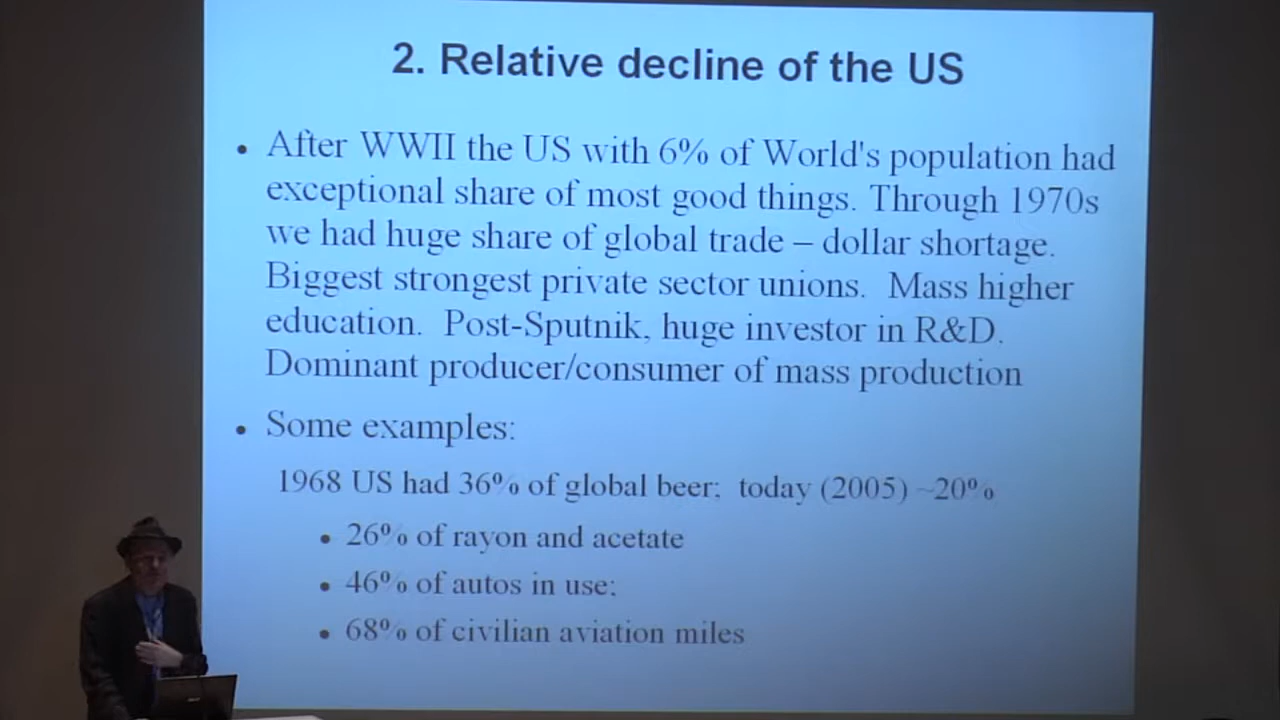 2. Relative decline of the US
• After WWII the US with 6% of World's population had
exceptional share of most good things. Through 1970s
we had huge share of global trade – dollar shortage.
Biggest strongest private sector unions. Mass higher
education. Post-Sputnik, huge investor in R&D.
Dominant producer/consumer of mass production
• Some examples:
1968 US had 36% of global beer; today (2005) ~20%
• 26% of rayon and acetate
• 46% of autos in use;
• 68% of civilian aviation miles